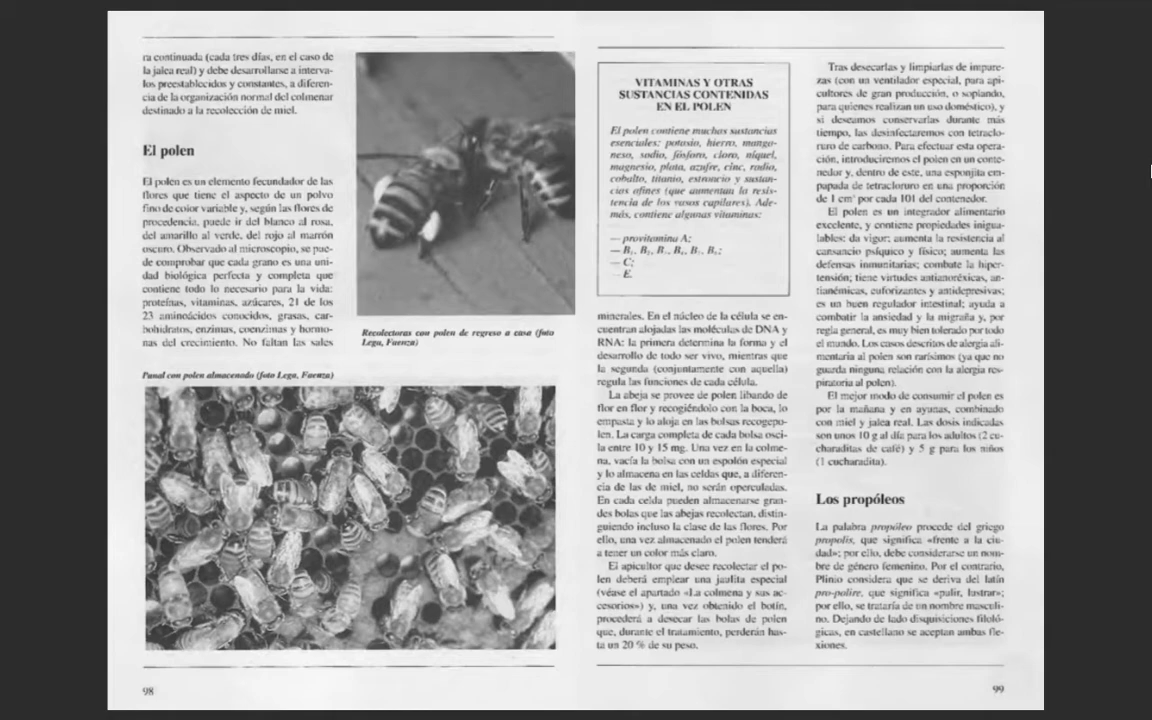 ra continuada (cada tres días, en el caso de
la jalea real) y debe desarrollarse a interva-
los preestablecidos y constantes, a diferen-
cia de la organización normal del colmenar
destinado a la recolección de miel.
El polen
El polen es un elemento fecundador de las
flores que tiene el aspecto de un polvo
fino de color variable y, según las flores de
procedencia, puede ir del blanco al rosa,
del amarillo al verde, del rojo al marrón
oscuro. Observado al microscopio, se pue-
de comprobar que cada grano es una uni-
dad biológica perfecta y completa que
contiene todo lo necesario para la vida:
proteínas, vitaminas, azúcares, 21 de los
23 aminoácidos conocidos, grasas, car-
bohidratos, enzimas, coenzimas y hormo-
nas del crecimiento. No faltan las sales
Recolectoras con polen de regreso a casa (foto
Lega, Faenza)
Panal con polen almacenado (foto Lega, Faenza)
98
VITAMINAS Y OTRAS
SUSTANCIAS CONTENIDAS
EN EL POLEN
El polen contiene muchas sustancias
esenciales: potasio, hierro, manga-
neso, sodio, fósforo, cloro, níquel,
magnesio, plata, azufre, cinc, radio,
cobalto, titanio, estroncio y sustan-
cias afines (que aumentan la resis-
tencia de los vasos capilares). Ade-
más, contiene algunas vitaminas:
— provitamina A;
— C;
— E.
minerales. En el núcleo de la célula se en-
cuentran alojadas las moléculas de DNA y
RNA: la primera determina la forma y el
desarrollo de todo ser vivo, mientras que
la segunda (conjuntamente con aquella)
regula las funciones de cada célula.
La abeja se provee de polen libando de
flor en flor y recogiéndolo con la boca, lo
empasta y lo aloja en las bolsas recogepo-
len. La carga completa de cada bolsa osci-
la entre 10 y 15 mg. Una vez en la colme-
na, vacía la bolsa con un espolón especial
y lo almacena en las celdas que, a diferen-
cia de las de miel, no serán operculadas.
En cada celda pueden almacenarse gran-
des bolas que las abejas recolectan, distin-
guiendo incluso la clase de las flores. Por
ello, una vez almacenado el polen tenderá
a tener un color más claro.
El apicultor que desee recolectar el po-
len deberá emplear una jaulita especial
(véase el apartado «La colmena y sus ac-
cesorios») y, una vez obtenido el botín,
procederá a desecar las bolas de polen
que, durante el tratamiento, perderán has-
ta un 20 % de su peso.
Tras desecarlas y limpiarlas de impure-
zas (con un ventilador especial, para api-
cultores de gran producción, o soplando,
para quienes realizan un uso doméstico), y
si deseamos conservarlas durante más
tiempo, las desinfectaremos con tetraclo-
ruro de carbono. Para efectuar esta opera-
ción, introduciremos el polen en un conte-
nedor y, dentro de este, una esponjita em-
papada de tetracloruro en una proporción
de 1 cm³ por cada 10 l del contenedor.
El polen es un integrador alimentario
excelente, y contiene propiedades inigua-
lables: da vigor; aumenta la resistencia al
cansancio psíquico y físico; aumenta las
defensas inmunitarias; combate la hiper-
tensión; tiene virtudes antianoréxicas, an-
tianémicas, euforizantes y antidepresivas;
es un buen regulador intestinal; ayuda a
combatir la ansiedad y la migraña y, por
regla general, es muy bien tolerado por todo
el mundo. Los casos descritos de alergia ali-
mentaria al polen son rarísimos (ya que no
guarda ninguna relación con la alergia res-
piratoria al polen).
El mejor modo de consumir el polen es
por la mañana y en ayunas, combinado
con miel y jalea real. Las dosis indicadas
son unos 10 g al día para los adultos (2 cu-
charaditas de café) y 5 g para los niños
(1 cucharadita).
Los propóleos
La palabra propóleo procede del griego
propolis, que significa «frente a la ciu-
dad»; por ello, debe considerarse un nom-
bre de género femenino. Por el contrario,
Plinio considera que se deriva del latín
pro-polire, que significa «pulir, lustrar»;
por ello, se trataría de un nombre masculi-
no. Dejando de lado disquisiciones filoló-
gicas, en castellano se aceptan ambas fle-
xiones.
99